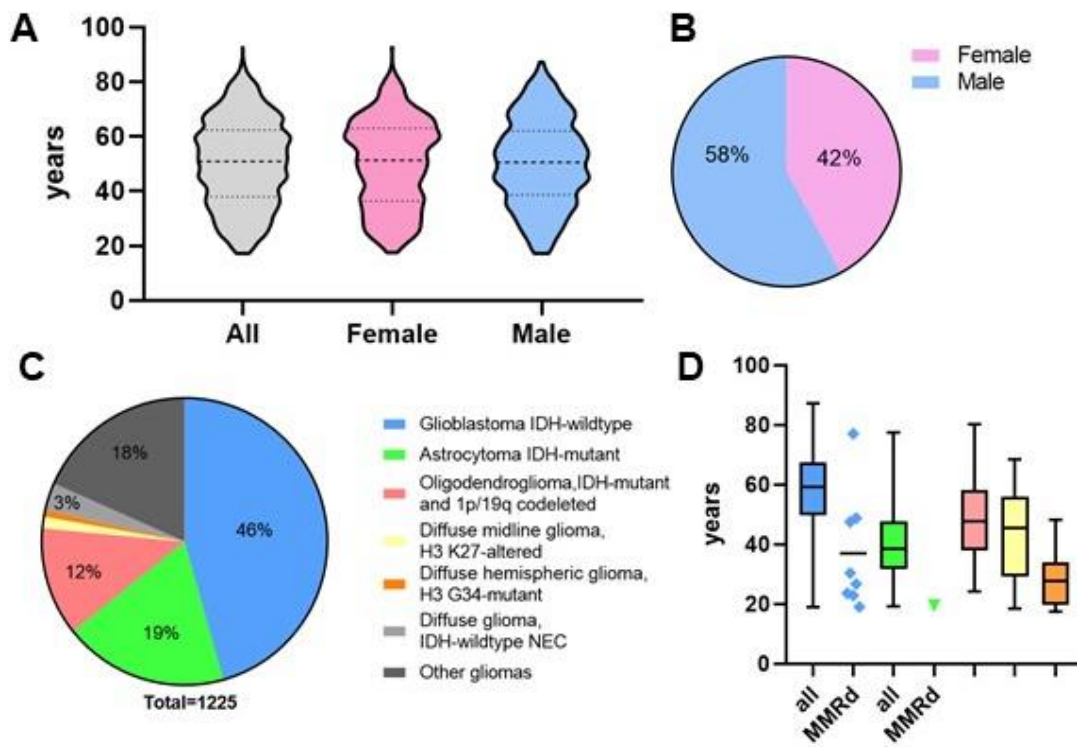 A
100
80
60
40
20
0
years
All
Female
Male
B
Female
Male
58%
42%
C
18%
3%
12%
19%
46%
Total=1225
Glioblastoma IDH-wildtype
Astrocytoma IDH-mutant
Oligodendroglioma,IDH-mutant
and 1p/19q codeleted
Diffuse midline glioma,
H3 K27-altered
Diffuse hemispheric glioma,
H3 G34-mutant
Diffuse glioma,
IDH-wildtype NEC
Other gliomas
D
100
80
60
40
20
0
years
all
MMRd
all
MMRd